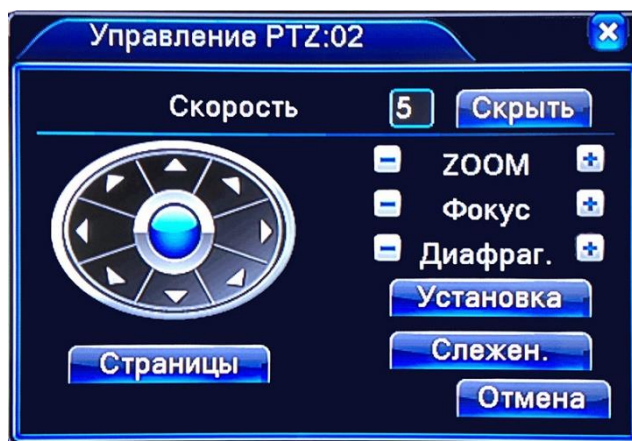 Управление PTZ:02
Скорость 5 Скрыть
ZOOM
Фокус
Диафраг.
Установка
Страницы
Слежен.
Отмена